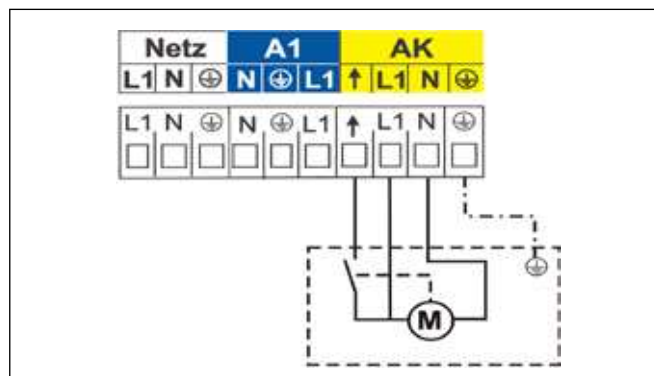 Netz A1 AK
L1 N ⏚ N ⏚ L1 ↑ L1 N ⏚
L1 N ⏚ N ⏚ L1 ↑ L1 N ⏚
⏚
M